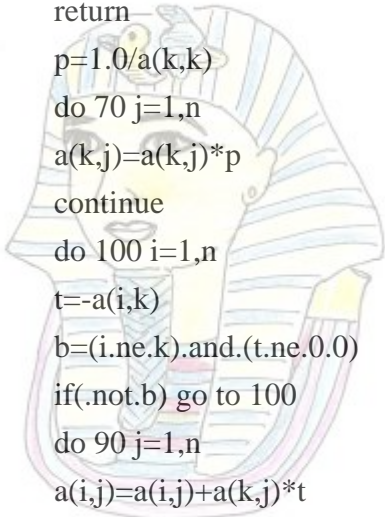 return
p=1.0/a(k,k)
do 70 j=1,n
a(k,j)=a(k,j)*p
continue
do 100 i=1,n
t=-a(i,k)
b=(i.ne.k).and.(t.ne.0.0)
if(.not.b) go to 100
do 90 j=1,n
a(i,j)=a(i,j)+a(k,j)*t